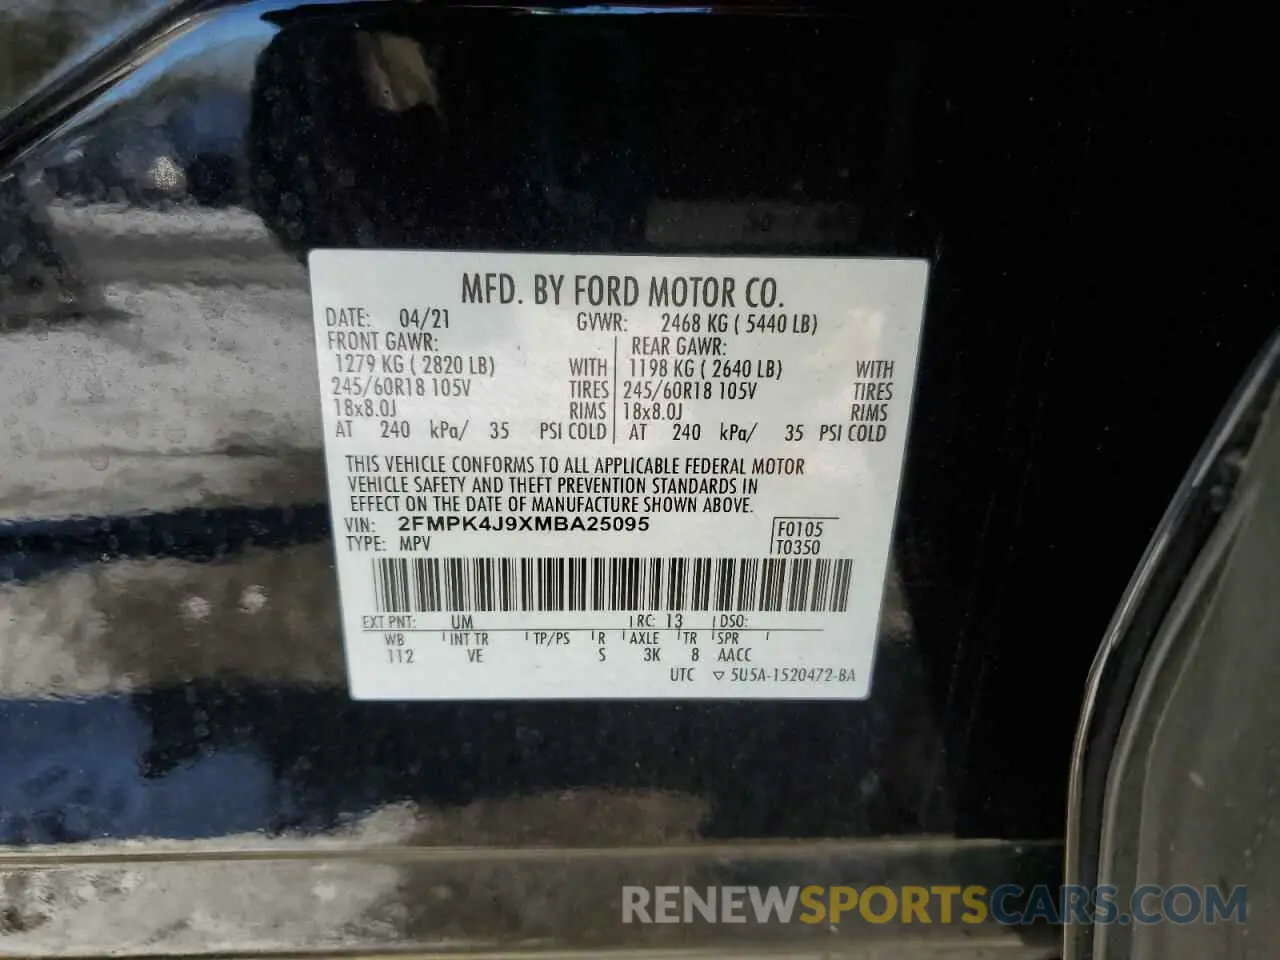 MFD. BY FORD MOTOR CO.
DATE: 04/21 GVWR: 2468 KG ( 5440 LB)
FRONT GAWR: REAR GAWR:
1279 KG ( 2820 LB) WITH 1198 KG ( 2640 LB) WITH
245/60R18 105V TIRES 245/60R18 105V TIRES
18x8.0J RIMS 18x8.0J RIMS
AT 240 kPa/ 35 PSI COLD AT 240 kPa/ 35 PSI COLD
THIS VEHICLE CONFORMS TO ALL APPLICABLE FEDERAL MOTOR
VEHICLE SAFETY AND THEFT PREVENTION STANDARDS IN
EFFECT ON THE DATE OF MANUFACTURE SHOWN ABOVE.
VIN: 2FMPK4J9XMBA25095 F0105
TYPE: MPV T0350
EXT PNT: UM RC: 13 DSO:
WB INT TR TP/PS R AXLE TR SPR
112 VE S 3K 8 AACC
UTC ▽ 5U5A-1520472-BA
RENEWSPORTSCARS.COM